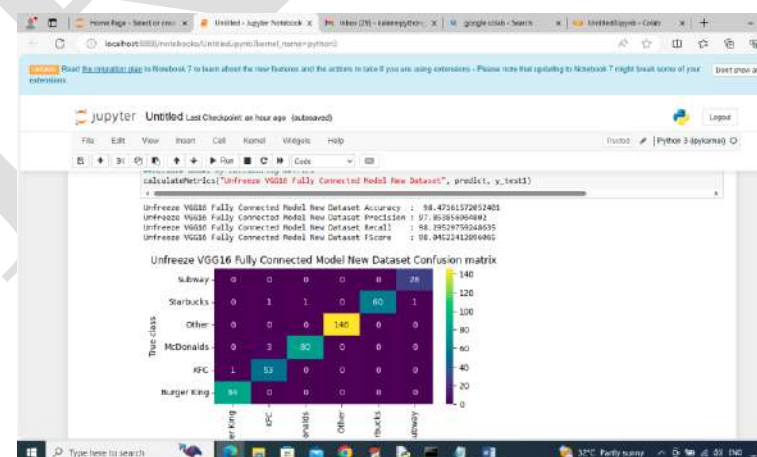 Home Page - Select or crea
Untitled - Jupyter Notebook
Inbox (29) -
google colab - Search
Untitled6.ipynb - Colab
localhost:8888/notebooks/Untitled.ipynb?kernel_name=python3
Read the migration plan to Notebook 7 to learn about the new features and the actions to take if you are using extensions - Please note that updating to Notebook 7 might break some of your
extensions.
Don't show a
jupyter Untitled Last Checkpoint: an hour ago (autosaved)
Logout
File Edit View Insert Cell Kernel Widgets Help
Trusted Python 3 (ipykernel)
Run Code
calculateMetrics("Unfreeze VGG16 Fully Connected Model New Dataset", predict, y_test1)
Unfreeze VGG16 Fully Connected Model New Dataset Accuracy : 98.47161572052401
Unfreeze VGG16 Fully Connected Model New Dataset Precision : 97.853856964802
Unfreeze VGG16 Fully Connected Model New Dataset Recall : 98.29529759248635
Unfreeze VGG16 Fully Connected Model New Dataset FScore : 98.04522412896065
Unfreeze VGG16 Fully Connected Model New Dataset Confusion matrix
Subway 0 0 0 0 0 28
Starbucks 0 1 1 0 60 1
Other 0 0 0 146 0 0
McDonalds 0 3 80 0 0 0
KFC 1 53 0 0 0 0
Burger King 84 0 0 0 0 0
True class
er King
KFC
onalds
Other
rbucks
ubway
140
120
100
80
60
40
20
0
Type here to search
32°C Partly sunny
ENG